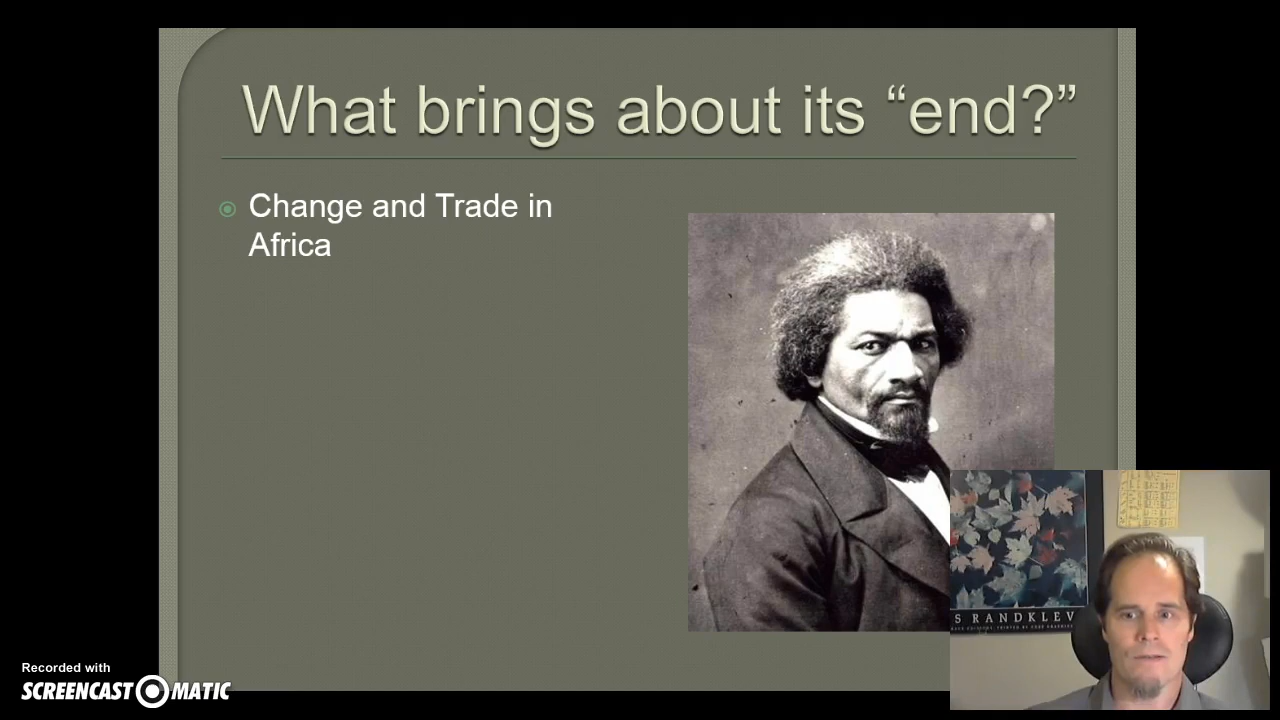 What brings about its “end?”
Change and Trade in
Africa
S RANDKLEV
Recorded with
SCREENCAST MATIC